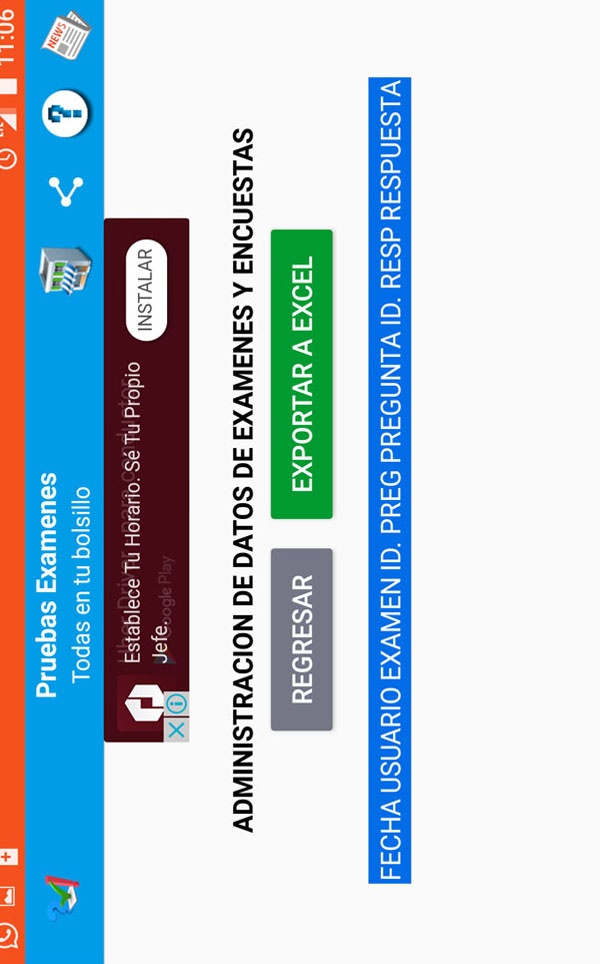 11:06
NEWS
Pruebas Examenes
Todas en tu bolsillo
Establece Tu Horario. Sé Tu Propio
Jefe.
Google Play
INSTALAR
ADMINISTRACION DE DATOS DE EXAMENES Y ENCUESTAS
REGRESAR
EXPORTAR A EXCEL
FECHA USUARIO EXAMEN ID. PREG PREGUNTA ID. RESP RESPUESTA